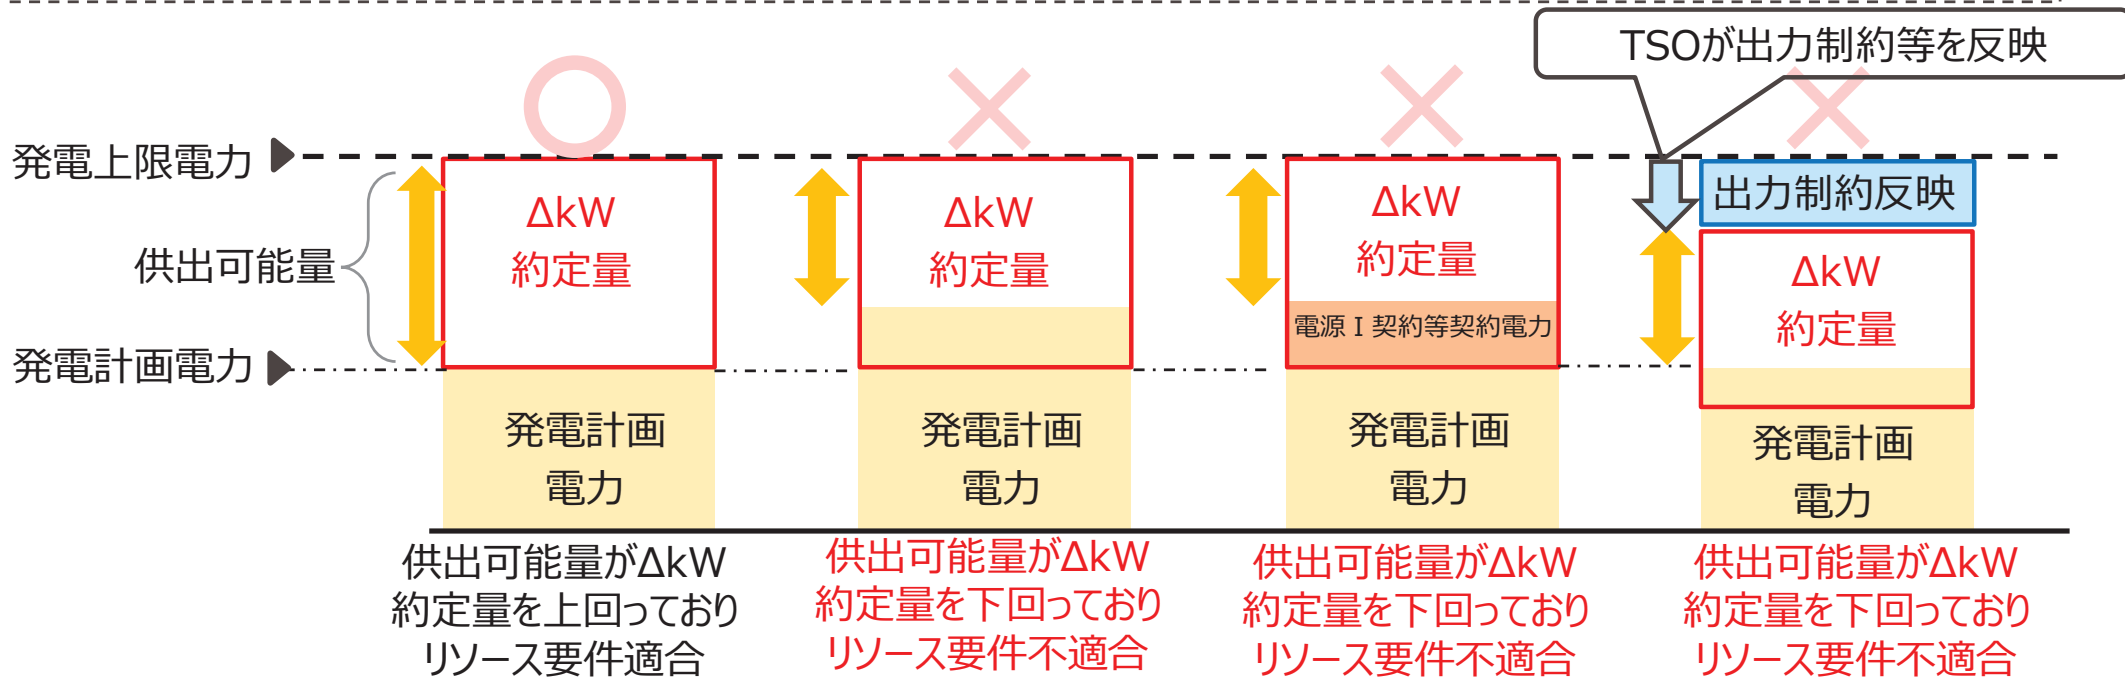 TSOが出力制約等を反映
発電上限電力
供出可能量
発電計画電力
ΔkW
約定量
発電計画
電力
供出可能量がΔkW
約定量を上回っており
リソース要件適合
ΔkW
約定量
発電計画
電力
供出可能量がΔkW
約定量を下回っており
リソース要件不適合
ΔkW
約定量
電源Ⅰ契約等契約電力
発電計画
電力
供出可能量がΔkW
約定量を下回っており
リソース要件不適合
出力制約反映
ΔkW
約定量
発電計画
電力
供出可能量がΔkW
約定量を下回っており
リソース要件不適合